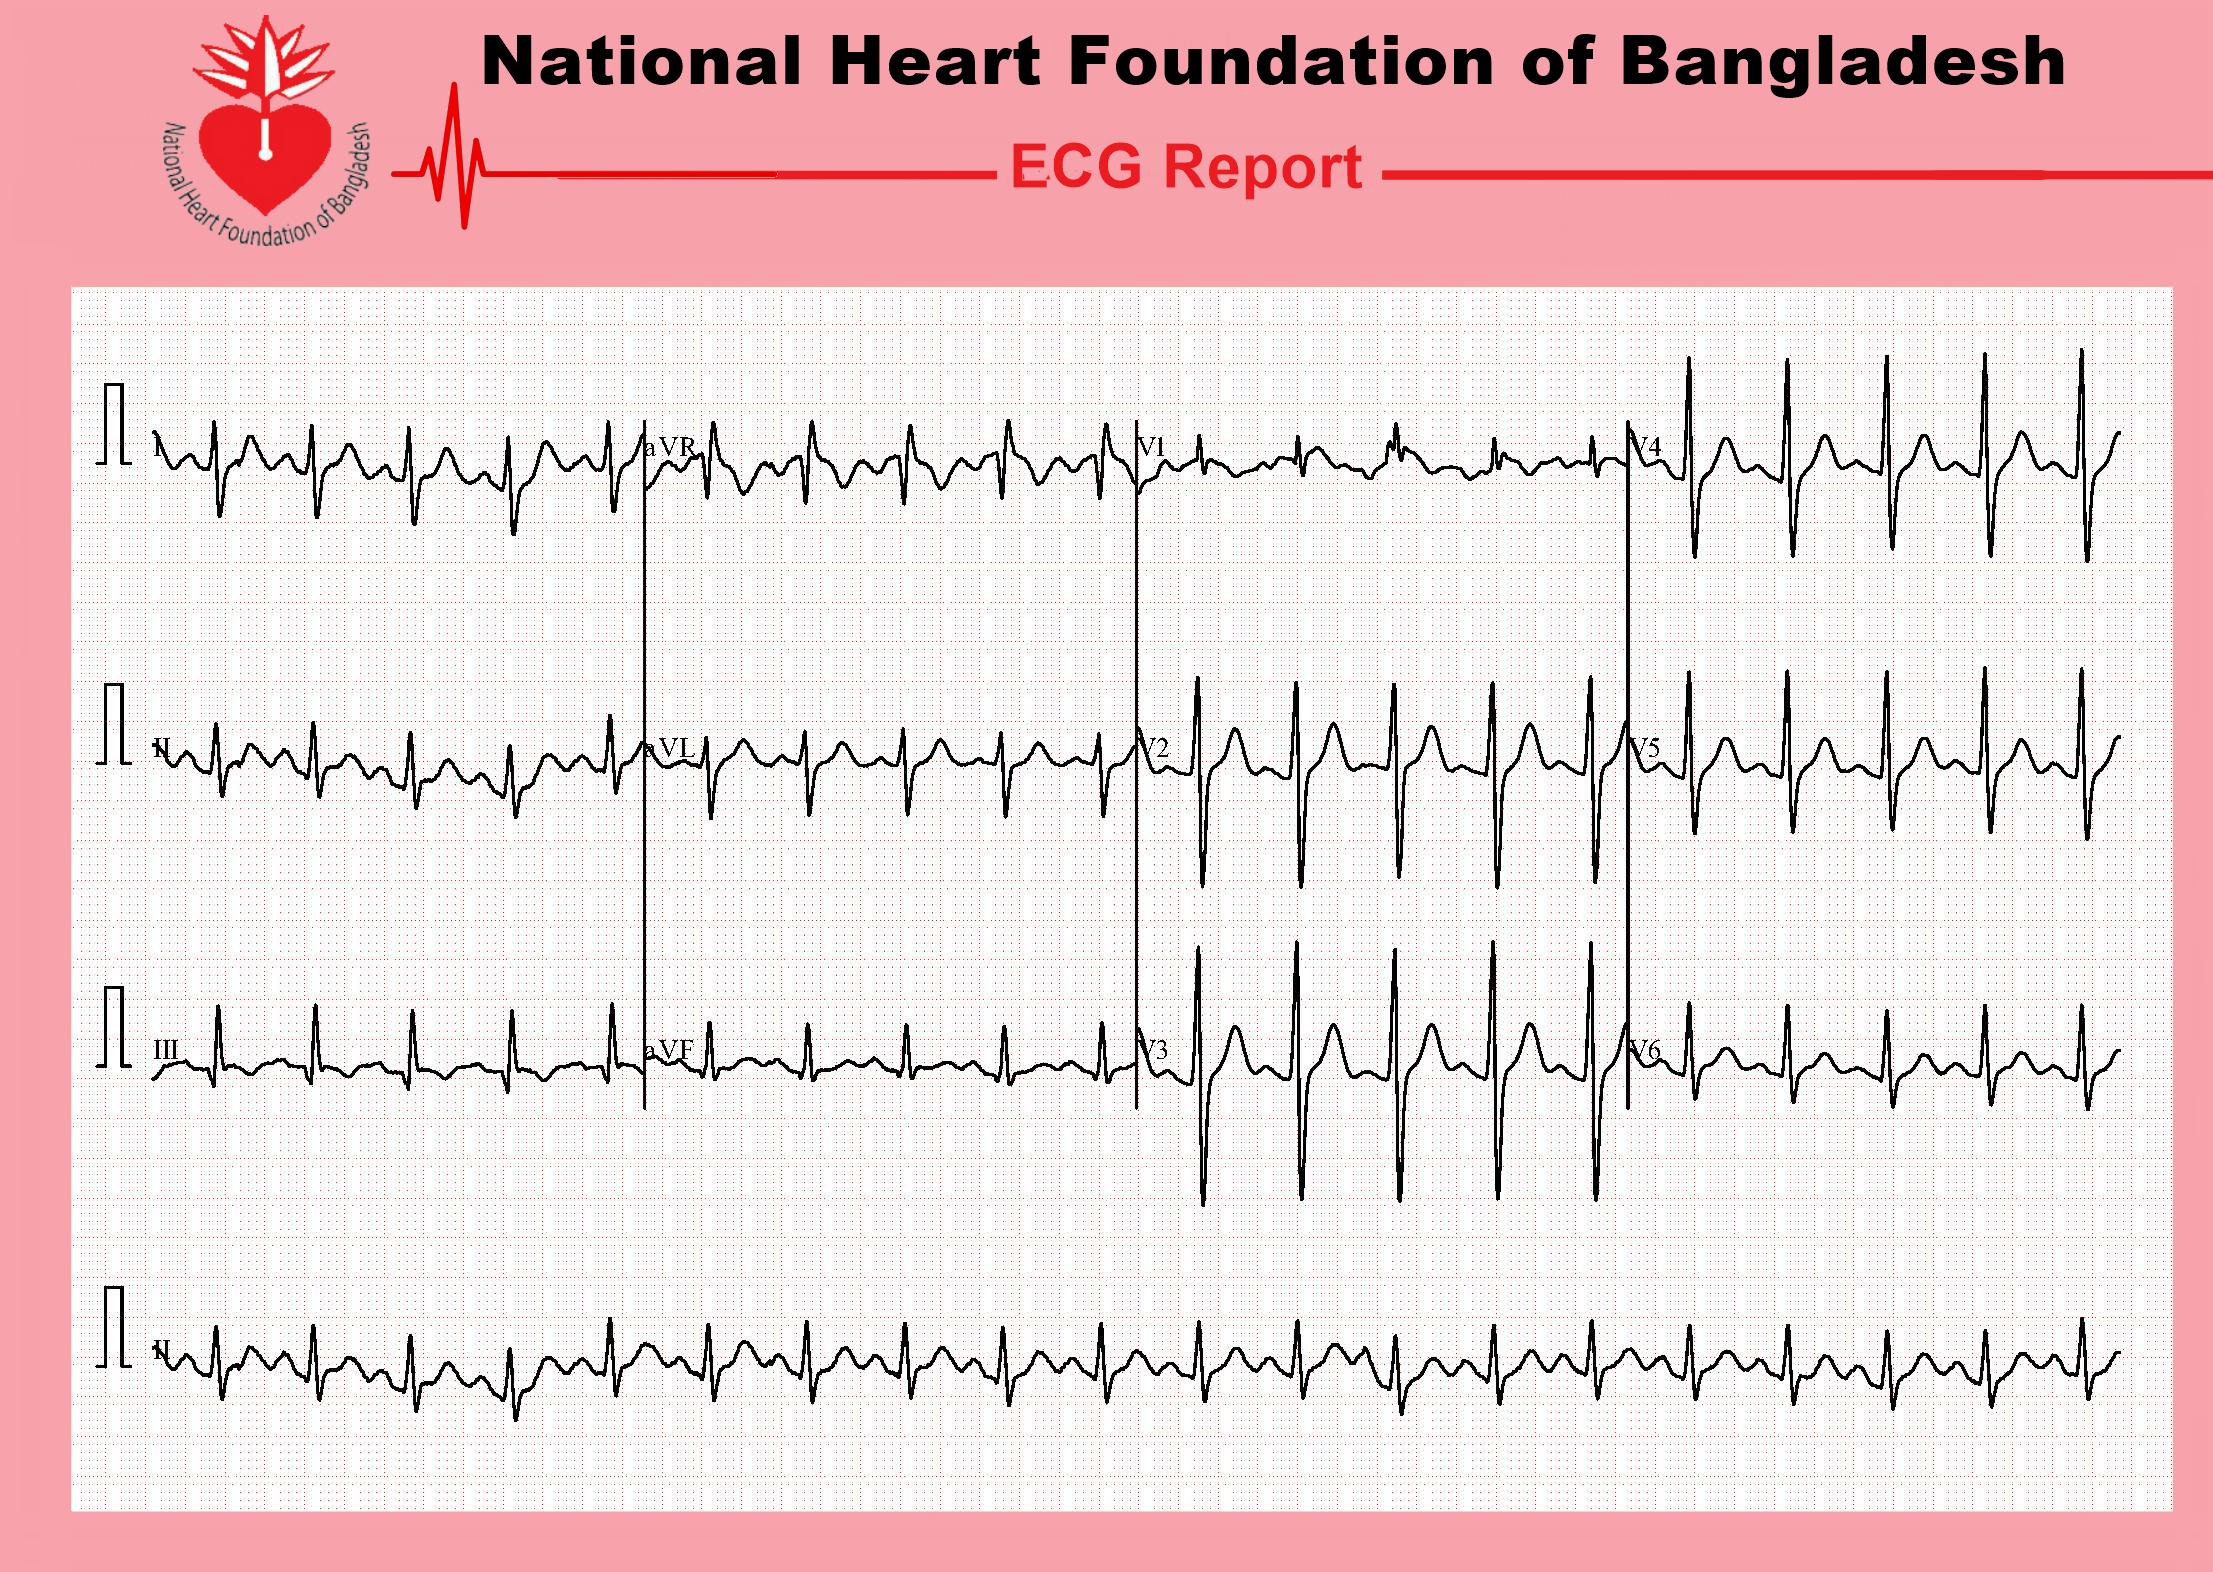 National Heart Foundation of Bangladesh
ECG Report
National Heart Foundation of Bangladesh
I
aVR
V1
V4
II
aVL
V2
V5
III
aVF
V3
V6
II